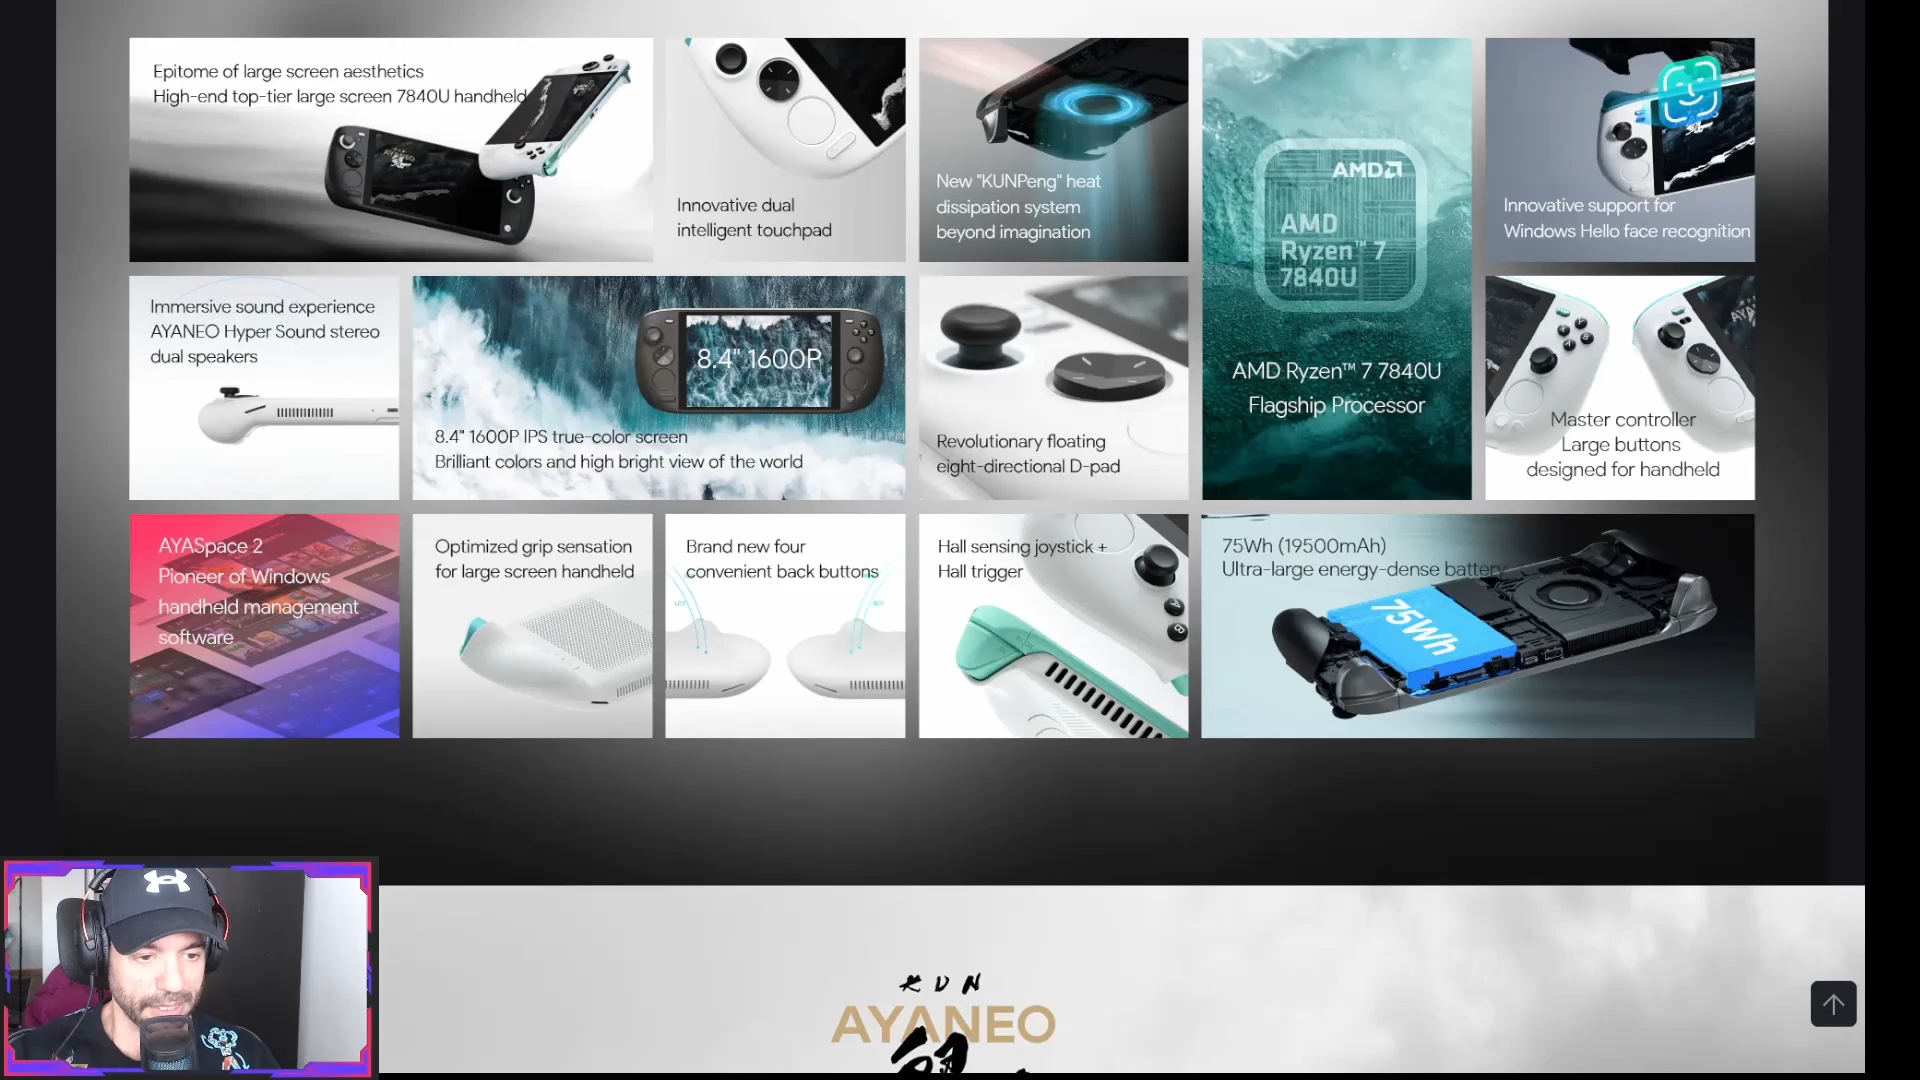 Epitome of large screen aesthetics
High-end top-tier large screen 7840U handheld
AYANEO
Innovative dual
intelligent touchpad
New "KUNPeng" heat
dissipation system
beyond imagination
AMD
AMD
Ryzen™ 7
7840U
AMD Ryzen™ 7 7840U
Flagship Processor
Innovative support for
Windows Hello face recognition
Immersive sound experience
AYANEO Hyper Sound stereo
dual speakers
8.4" 1600P
8.4" 1600P IPS true-color screen
Brilliant colors and high bright view of the world
Revolutionary floating
eight-directional D-pad
Master controller
Large buttons
designed for handheld
AYASpace 2
Pioneer of Windows
handheld management
software
Optimized grip sensation
for large screen handheld
Brand new four
convenient back buttons
Hall sensing joystick +
Hall trigger
75Wh (19500mAh)
Ultra-large energy-dense battery
75Wh
KUN
AYANEO